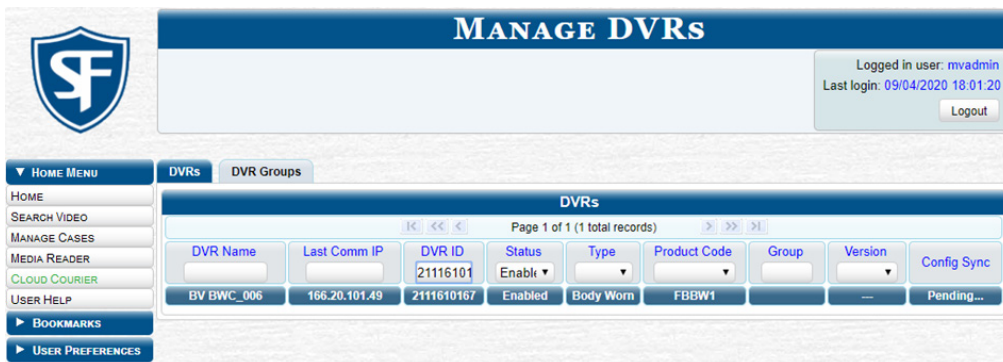 SF
MANAGE DVRS
Logged in user: mvadmin
Last login: 09/04/2020 18:01:20
Logout
▼ HOME MENU
HOME
SEARCH VIDEO
MANAGE CASES
MEDIA READER
CLOUD COURIER
USER HELP
▶ BOOKMARKS
▶ USER PREFERENCES
DVRs DVR Groups
DVRs
|< << < Page 1 of 1 (1 total records) > >> >|
DVR Name Last Comm IP DVR ID Status Type Product Code Group Version Config Sync
21116101 Enable ▼ ▼ ▼ ▼
BV BWC_006 166.20.101.49 2111610167 Enabled Body Worn FBBW1 --- Pending...